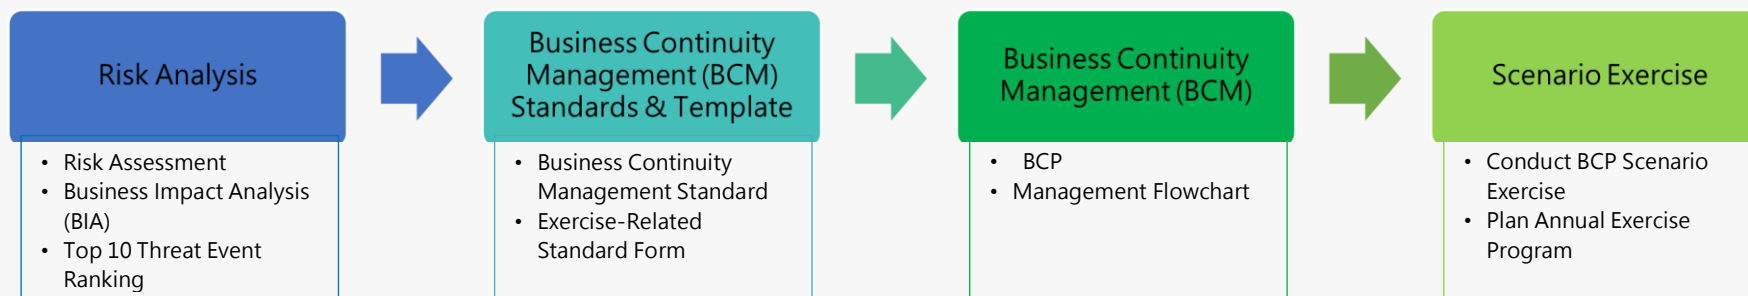 Risk Analysis
• Risk Assessment
• Business Impact Analysis
(BIA)
• Top 10 Threat Event
Ranking
Business Continuity
Management (BCM)
Standards & Template
• Business Continuity
Management Standard
• Exercise-Related
Standard Form
Business Continuity
Management (BCM)
• BCP
• Management Flowchart
Scenario Exercise
• Conduct BCP Scenario
Exercise
• Plan Annual Exercise
Program